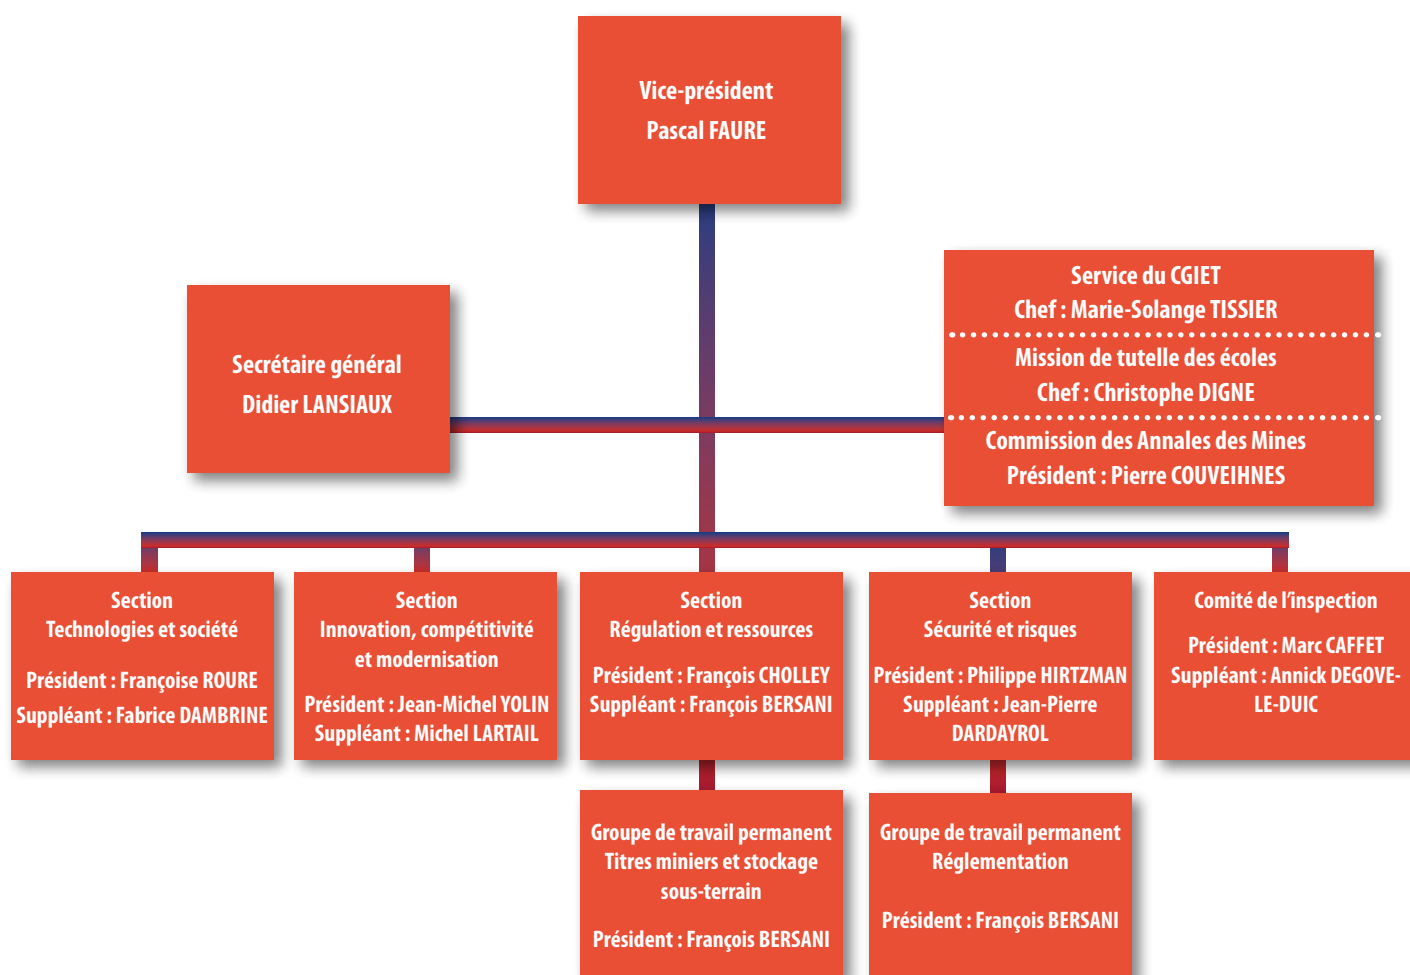 Vice-président
Pascal FAURE
Service du CGIET
Chef : Marie-Solange TISSIER
Mission de tutelle des écoles
Chef : Christophe DIGNE
Commission des Annales des Mines
Président : Pierre COUVEIHNES
Secrétaire général
Didier LANSIAUX
Section
Technologies et société
Président : Françoise ROURE
Suppléant : Fabrice DAMBRINE
Section
Innovation, compétitivité
et modernisation
Président : Jean-Michel YOLIN
Suppléant : Michel LARTAIL
Section
Régulation et ressources
Président : François CHOLLEY
Suppléant : François BERSANI
Section
Sécurité et risques
Président : Philippe HIRTZMAN
Suppléant : Jean-Pierre
DARDAYROL
Comité de l’inspection
Président : Marc CAFFET
Suppléant : Annick DEGOVE-
LE-DUIC
Groupe de travail permanent
Titres miniers et stockage
sous-terrain
Président : François BERSANI
Groupe de travail permanent
Réglementation
Président : François BERSANI